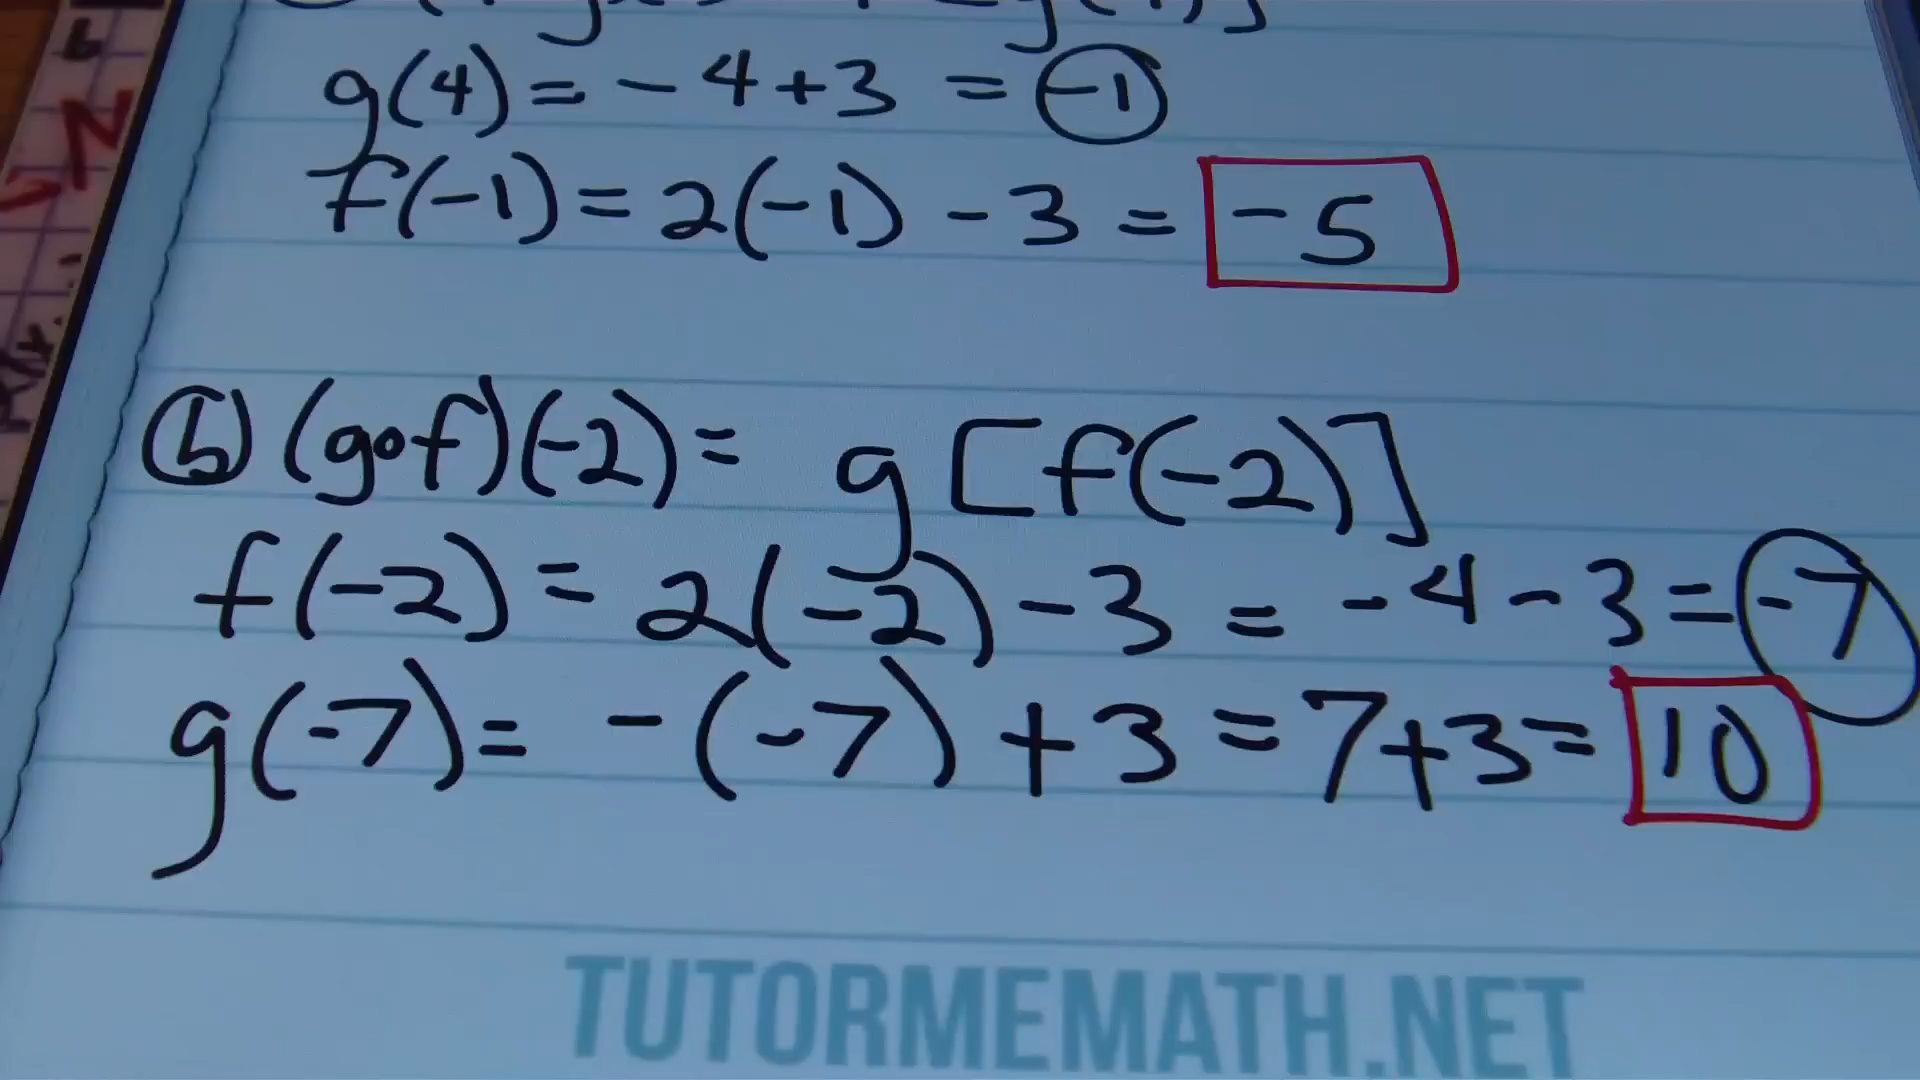 g(4) = -4+3 = -1
f(-1) = 2(-1) - 3 = -5
b (gof)(-2) = g[f(-2)]
f(-2) = 2(-2) - 3 = -4 - 3 = -7
g(-7) = -(-7) + 3 = 7+3 = 10
TUTORMEMATH.NET